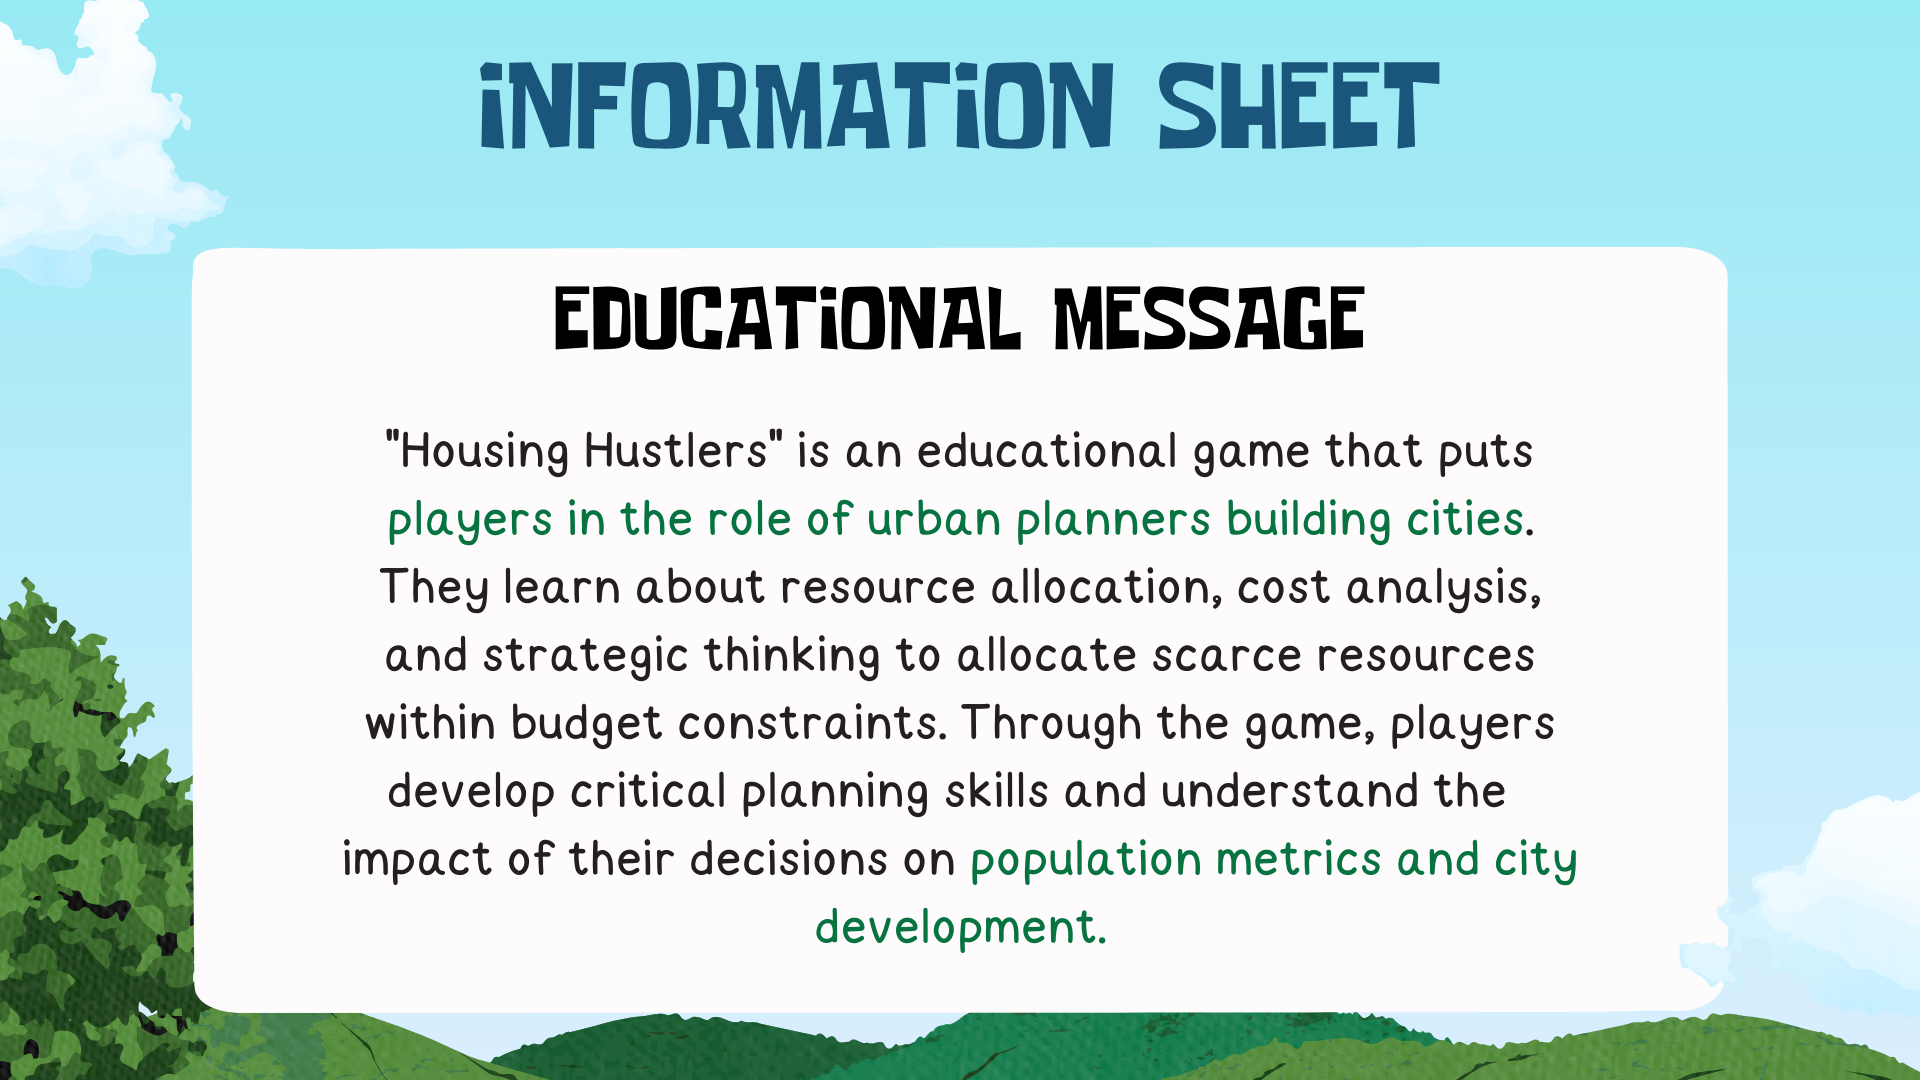 INFORMATION SHEET
EDUCATIONAL MESSAGE
"Housing Hustlers" is an educational game that puts
players in the role of urban planners building cities.
They learn about resource allocation, cost analysis,
and strategic thinking to allocate scarce resources
within budget constraints. Through the game, players
develop critical planning skills and understand the
impact of their decisions on population metrics and city
development.